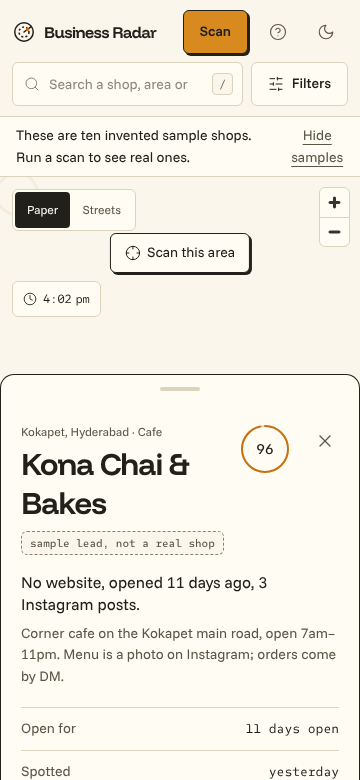 Business Radar
Scan
Search a shop, area or
/
Filters
These are ten invented sample shops.
Run a scan to see real ones.
Hide
samples
Paper
Streets
Scan this area
4:02 pm
Kokapet, Hyderabad · Cafe
Kona Chai &
Bakes
96
sample lead, not a real shop
No website, opened 11 days ago, 3
Instagram posts.
Corner cafe on the Kokapet main road, open 7am–
11pm. Menu is a photo on Instagram; orders come
by DM.
Open for
11 days open
Spotted
yesterday